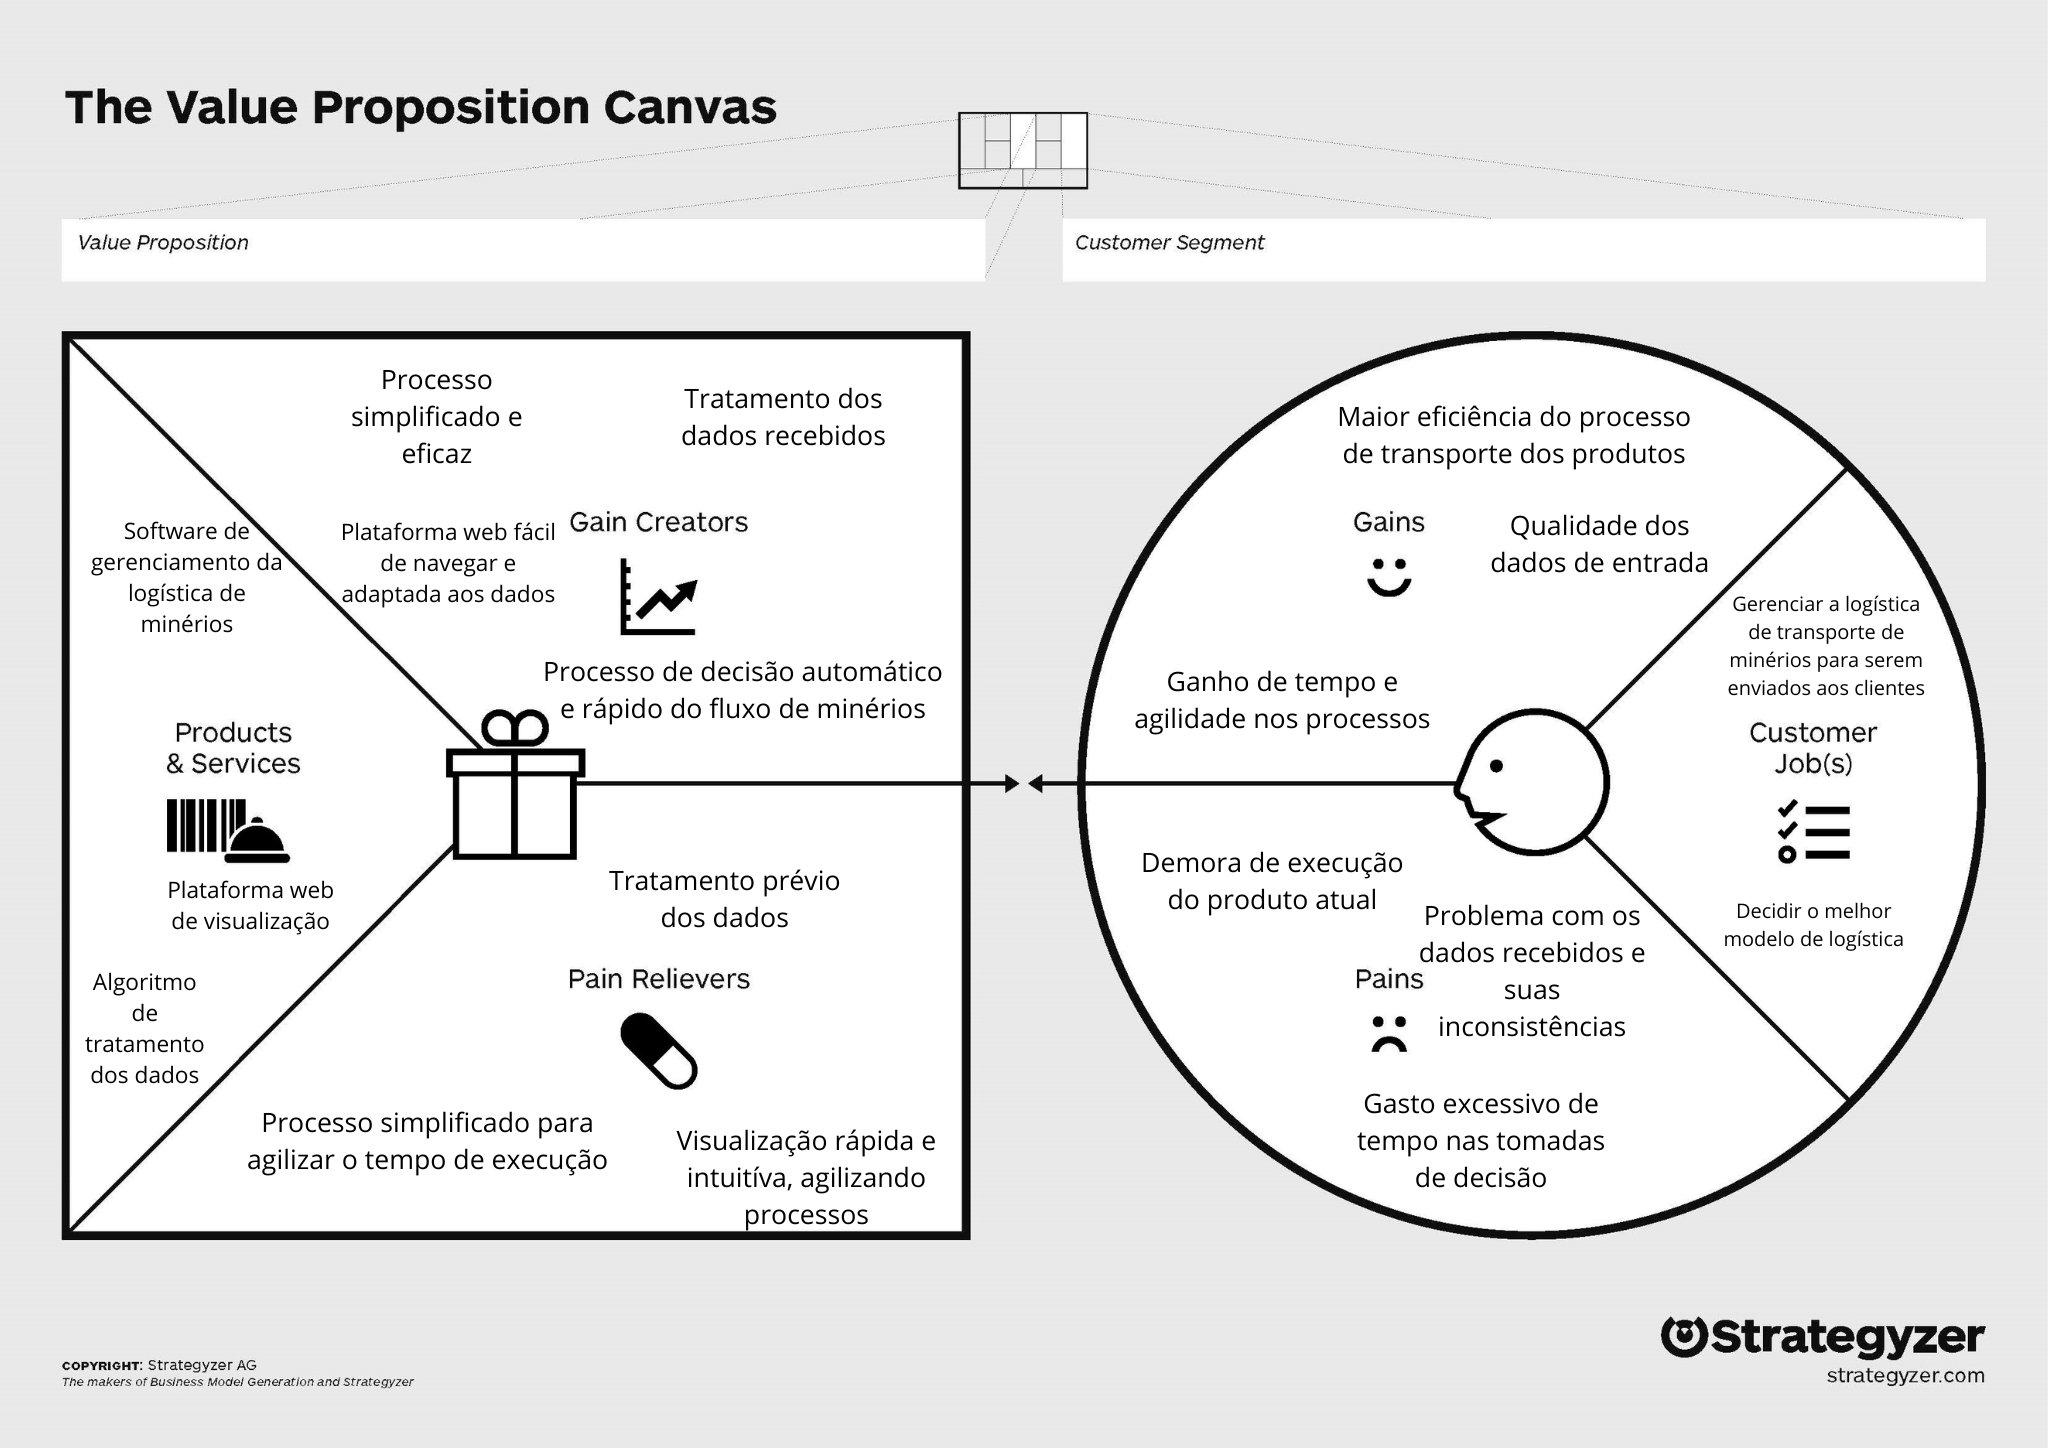 The Value Proposition Canvas
Value Proposition
Customer Segment
Processo
simplificado e
eficaz
Tratamento dos
dados recebidos
Software de
gerenciamento da
logística de
minérios
Plataforma web fácil
de navegar e
adaptada aos dados
Gain Creators
Processo de decisão automático
e rápido do fluxo de minérios
Products
& Services
Plataforma web
de visualização
Algoritmo
de
tratamento
dos dados
Tratamento prévio
dos dados
Pain Relievers
Processo simplificado para
agilizar o tempo de execução
Visualização rápida e
intuitíva, agilizando
processos
Maior eficiência do processo
de transporte dos produtos
Gains
Qualidade dos
dados de entrada
Ganho de tempo e
agilidade nos processos
Gerenciar a logística
de transporte de
minérios para serem
enviados aos clientes
Customer
Job(s)
Decidir o melhor
modelo de logística
Demora de execução
do produto atual
Problema com os
dados recebidos e
suas
inconsistências
Pains
Gasto excessivo de
tempo nas tomadas
de decisão
COPYRIGHT: Strategyzer AG
The makers of Business Model Generation and Strategyzer
Strategyzer
strategyzer.com